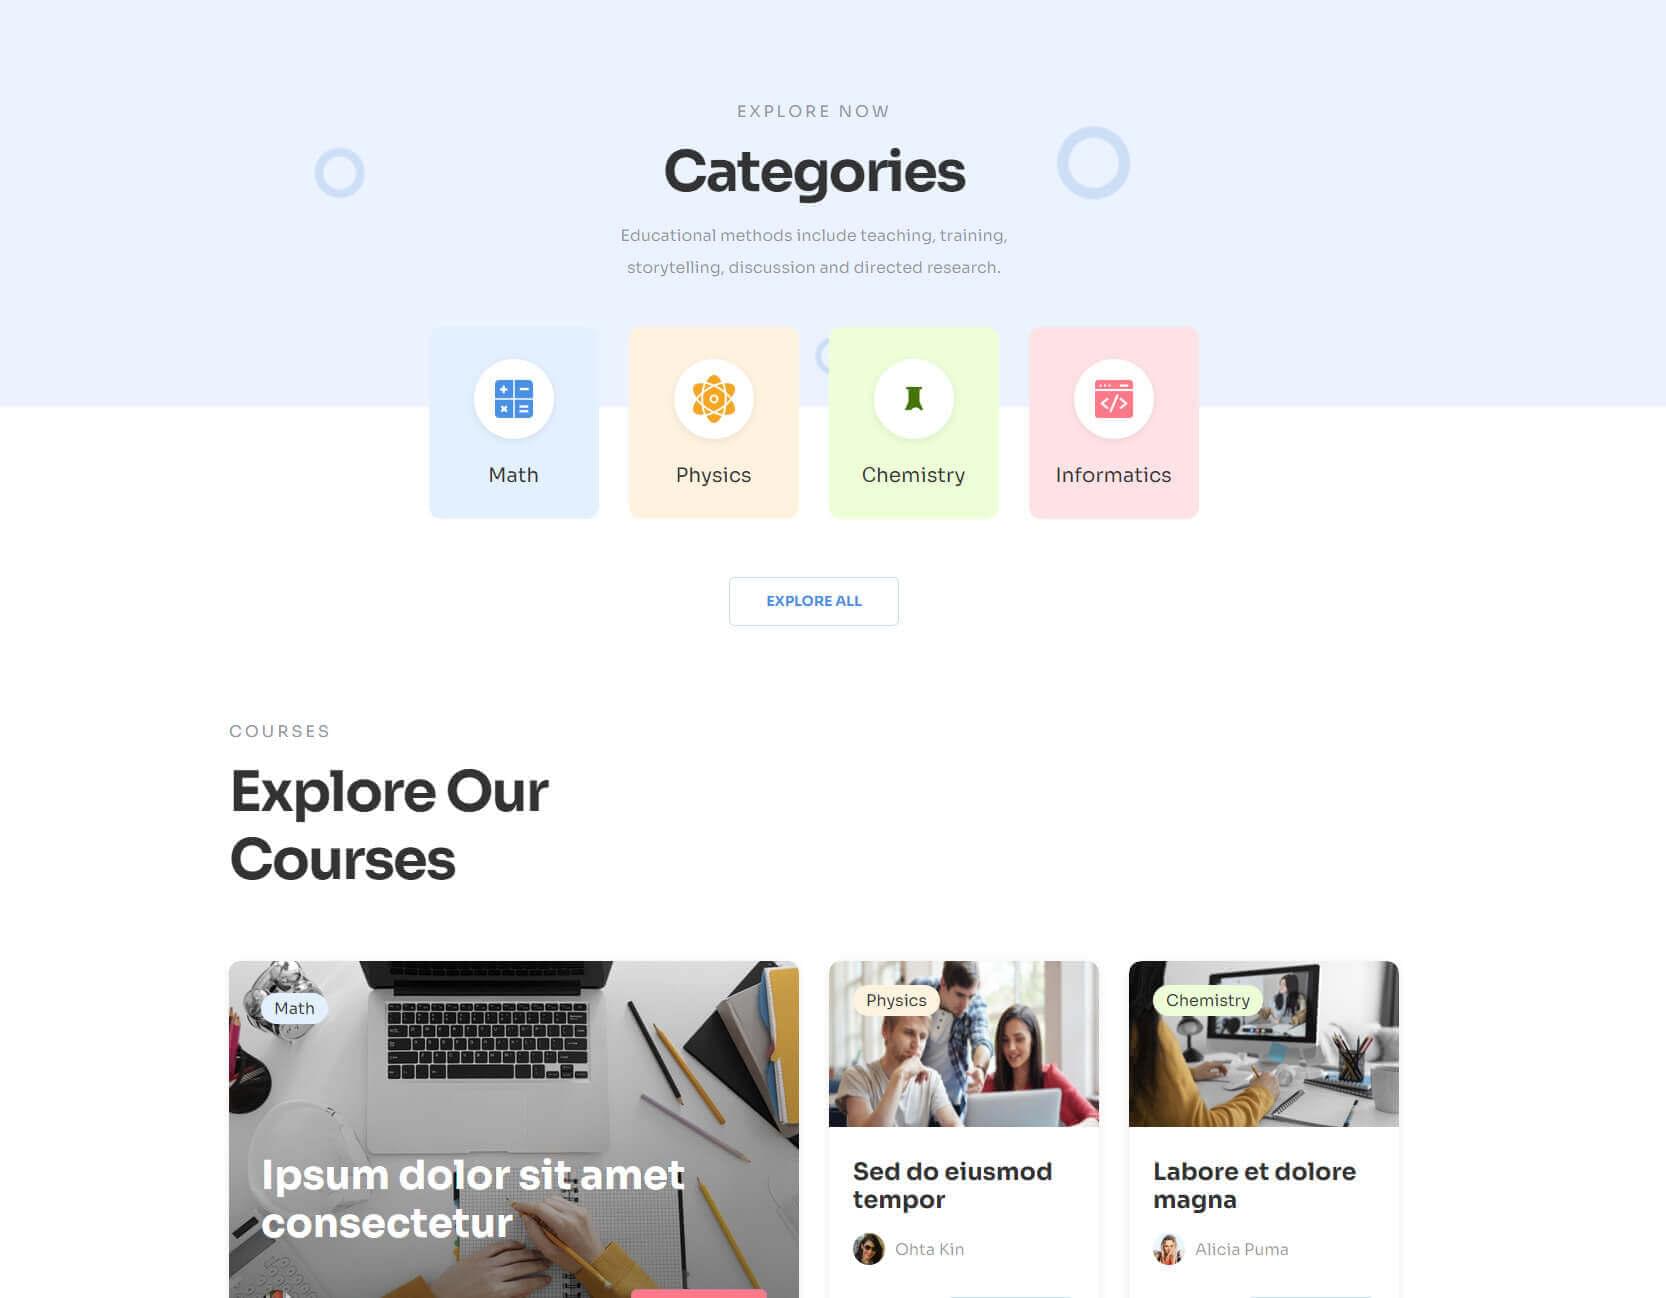 EXPLORE NOW
Categories
Educational methods include teaching, training,
storytelling, discussion and directed research.
Math
Physics
Chemistry
Informatics
EXPLORE ALL
COURSES
Explore Our
Courses
Math
Ipsum dolor sit amet
consectetur
Physics
Sed do eiusmod
tempor
Ohta Kin
Chemistry
Labore et dolore
magna
Alicia Puma